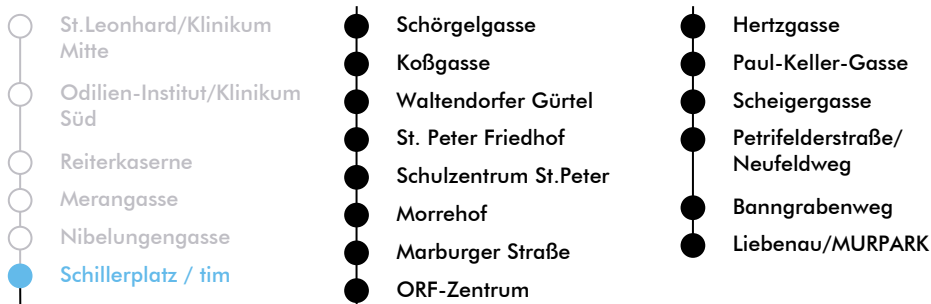 St.Leonhard/Klinikum
Mitte
Odilien-Institut/Klinikum
Süd
Reiterkaserne
Merangasse
Nibelungengasse
Schillerplatz / tim
Schörgelgasse
Koßgasse
Waltendorfer Gürtel
St. Peter Friedhof
Schulzentrum St.Peter
Morrehof
Marburger Straße
ORF-Zentrum
Hertzgasse
Paul-Keller-Gasse
Scheigergasse
Petrifelderstraße/
Neufeldweg
Banngrabenweg
Liebenau/MURPARK